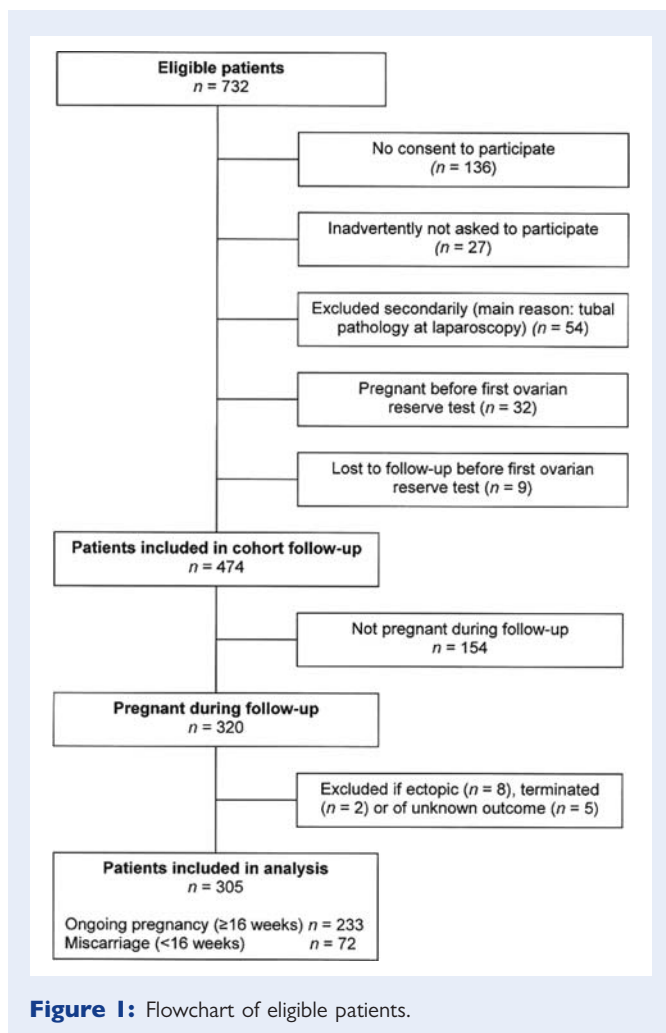 Eligible patients
n = 732
No consent to participate
(n = 136)
Inadvertently not asked to participate
(n = 27)
Excluded secondarily (main reason: tubal
pathology at laparoscopy) (n = 54)
Pregnant before first ovarian
reserve test (n = 32)
Lost to follow-up before first ovarian
reserve test (n = 9)
Patients included in cohort follow-up
n = 474
Not pregnant during follow-up
n = 154
Pregnant during follow-up
n = 320
Excluded if ectopic (n = 8), terminated
(n = 2) or of unknown outcome (n = 5)
Patients included in analysis
n = 305
Ongoing pregnancy (≥16 weeks) n = 233
Miscarriage (<16 weeks) n = 72
Figure 1: Flowchart of eligible patients.